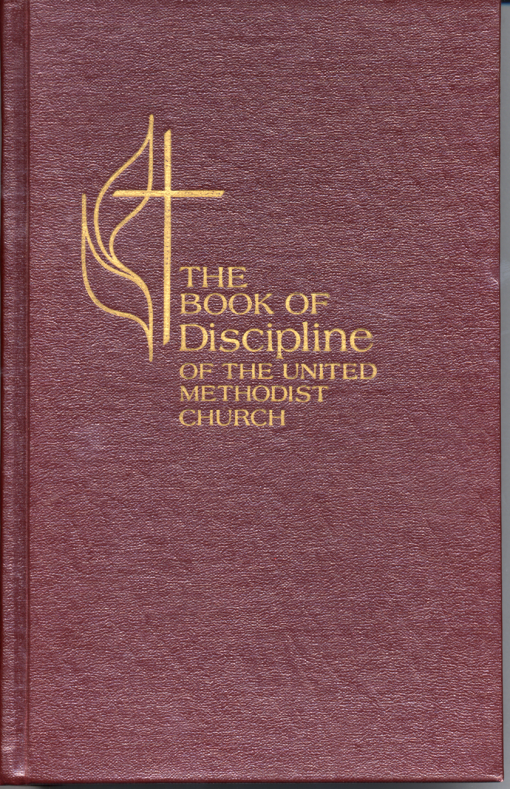 THE
BOOK OF
Discipline
OF THE UNITED
METHODIST
CHURCH